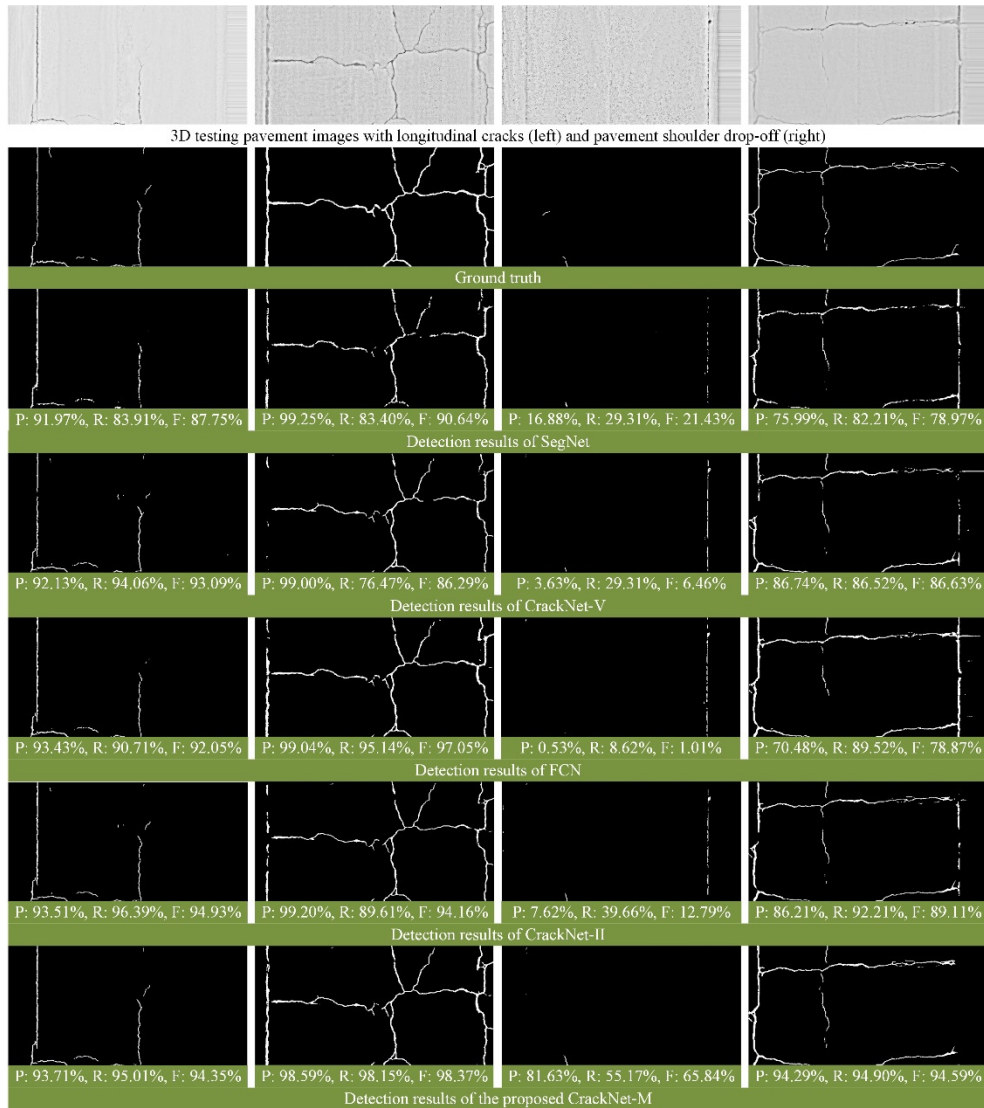 3D testing pavement images with longitudinal cracks (left) and pavement shoulder drop-off (right)
Ground truth
P: 91.97%, R: 83.91%, F: 87.75% P: 99.25%, R: 83.40%, F: 90.64% P: 16.88%, R: 29.31%, F: 21.43% P: 75.99%, R: 82.21%, F: 78.97%
Detection results of SegNet
P: 92.13%, R: 94.06%, F: 93.09% P: 99.00%, R: 76.47%, F: 86.29% P: 3.63%, R: 29.31%, F: 6.46% P: 86.74%, R: 86.52%, F: 86.63%
Detection results of CrackNet-V
P: 93.43%, R: 90.71%, F: 92.05% P: 99.04%, R: 95.14%, F: 97.05% P: 0.53%, R: 8.62%, F: 1.01% P: 70.48%, R: 89.52%, F: 78.87%
Detection results of FCN
P: 93.51%, R: 96.39%, F: 94.93% P: 99.20%, R: 89.61%, F: 94.16% P: 7.62%, R: 39.66%, F: 12.79% P: 86.21%, R: 92.21%, F: 89.11%
Detection results of CrackNet-II
P: 93.71%, R: 95.01%, F: 94.35% P: 98.59%, R: 98.15%, F: 98.37% P: 81.63%, R: 55.17%, F: 65.84% P: 94.29%, R: 94.90%, F: 94.59%
Detection results of the proposed CrackNet-M